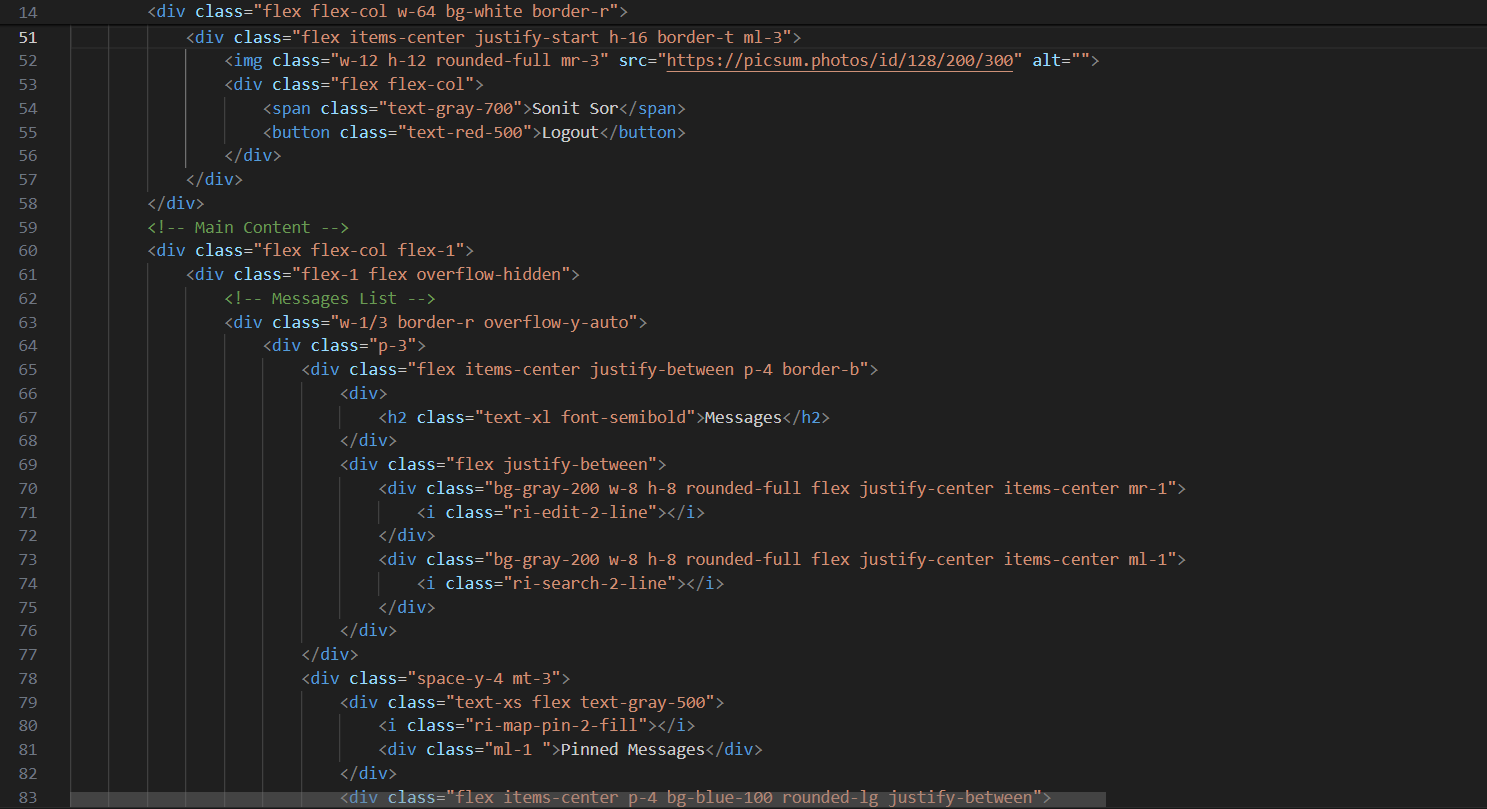 14 <div class="flex flex-col w-64 bg-white border-r">
51 <div class="flex items-center justify-start h-16 border-t ml-3">
52 <img class="w-12 h-12 rounded-full mr-3" src="https://picsum.photos/id/128/200/300" alt="">
53 <div class="flex flex-col">
54 <span class="text-gray-700">Sonit Sor</span>
55 <button class="text-red-500">Logout</button>
56 </div>
57 </div>
58 </div>
59 <!-- Main Content -->
60 <div class="flex flex-col flex-1">
61 <div class="flex-1 flex overflow-hidden">
62 <!-- Messages List -->
63 <div class="w-1/3 border-r overflow-y-auto">
64 <div class="p-3">
65 <div class="flex items-center justify-between p-4 border-b">
66 <div>
67 <h2 class="text-xl font-semibold">Messages</h2>
68 </div>
69 <div class="flex justify-between">
70 <div class="bg-gray-200 w-8 h-8 rounded-full flex justify-center items-center mr-1">
71 <i class="ri-edit-2-line"></i>
72 </div>
73 <div class="bg-gray-200 w-8 h-8 rounded-full flex justify-center items-center ml-1">
74 <i class="ri-search-2-line"></i>
75 </div>
76 </div>
77 </div>
78 <div class="space-y-4 mt-3">
79 <div class="text-xs flex text-gray-500">
80 <i class="ri-map-pin-2-fill"></i>
81 <div class="ml-1 ">Pinned Messages</div>
82 </div>
83 <div class="flex items-center p-4 bg-blue-100 rounded-lg justify-between">